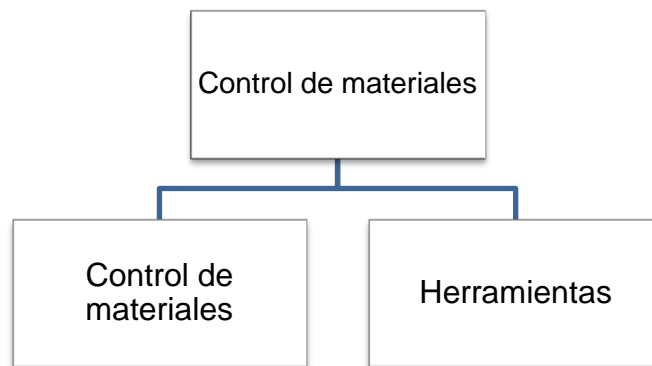 Control de materiales
Control de
materiales
Herramientas